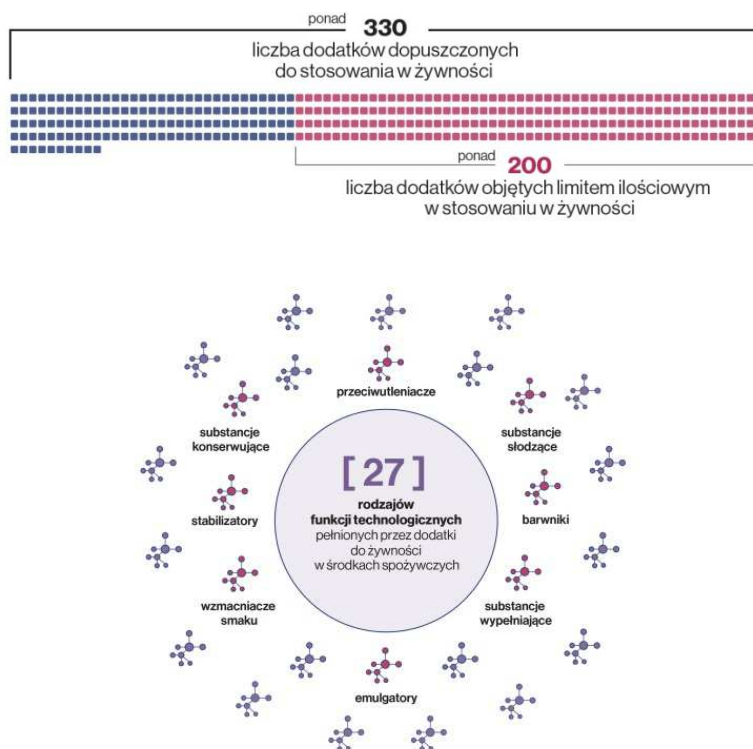 ponad
330
liczba dodatków dopuszczonych
do stosowania w żywności
ponad
200
liczba dodatków objętych limitem ilościowym
w stosowaniu w żywności
przeciwutleniacze
substancje
konserwujące
substancje
słodzące
[27]
rodzajów
funkcji technologicznych
pełnionych przez dodatki
do żywności
w środkach spożywczych
stabilizatory
barwniki
wzmacniacze
smaku
substancje
wypełniające
emulgatory